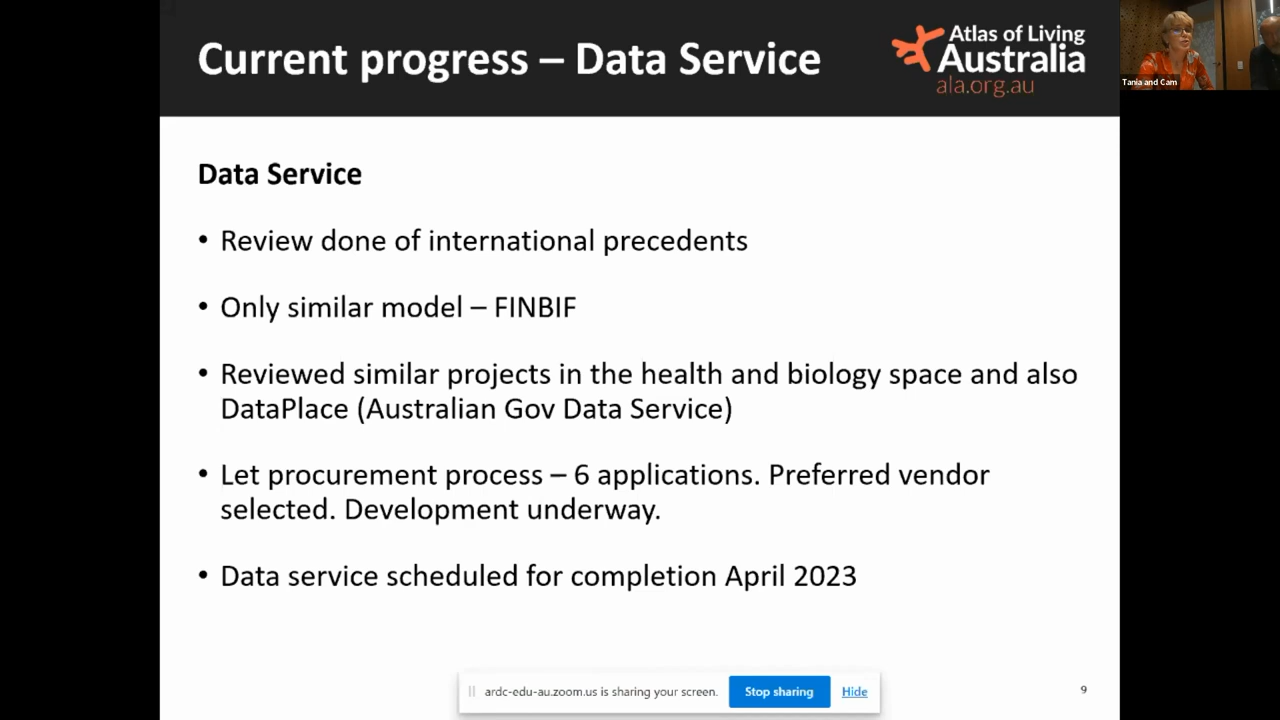 Current progress – Data Service
Atlas of Living
Australia
ala.org.au
Tania and Cam
Data Service
• Review done of international precedents
• Only similar model – FINBIF
• Reviewed similar projects in the health and biology space and also
DataPlace (Australian Gov Data Service)
• Let procurement process – 6 applications. Preferred vendor
selected. Development underway.
• Data service scheduled for completion April 2023
ardc-edu-au.zoom.us is sharing your screen.
Stop sharing
Hide
9